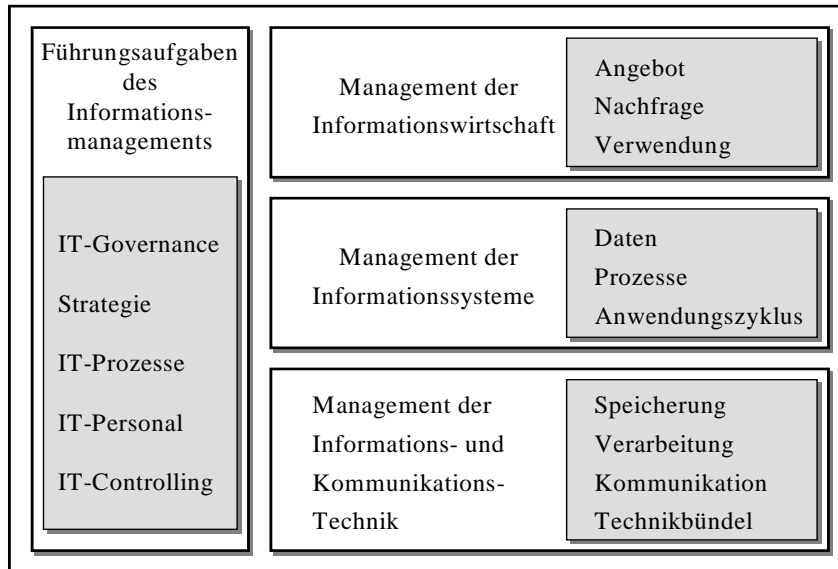 Führungsaufgaben
des
Informations-
managements
IT-Governance
Strategie
IT-Prozesse
IT-Personal
IT-Controlling
Management der
Informationswirtschaft
Angebot
Nachfrage
Verwendung
Management der
Informationssysteme
Daten
Prozesse
Anwendungszyklus
Management der
Informations- und
Kommunikations-
Technik
Speicherung
Verarbeitung
Kommunikation
Technikbündel